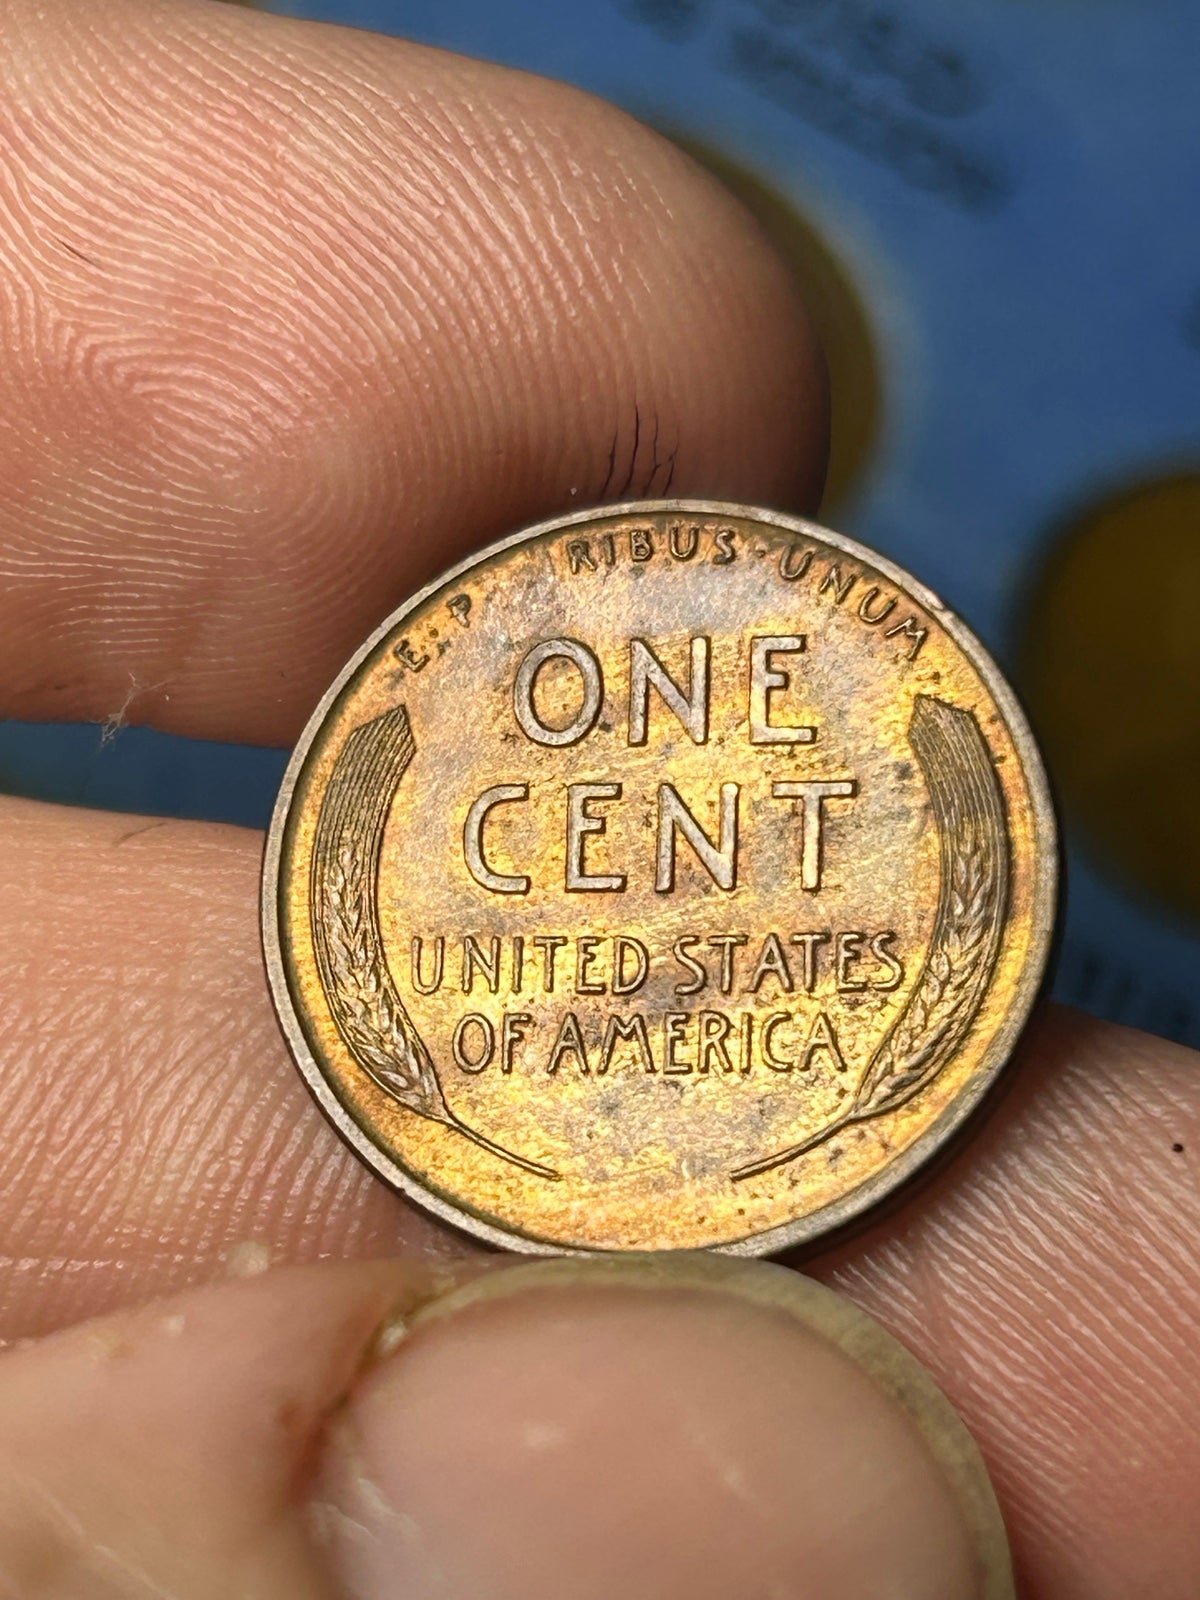 E · P RIBUS · UNUM
ONE
CENT
UNITED STATES
OF AMERICA